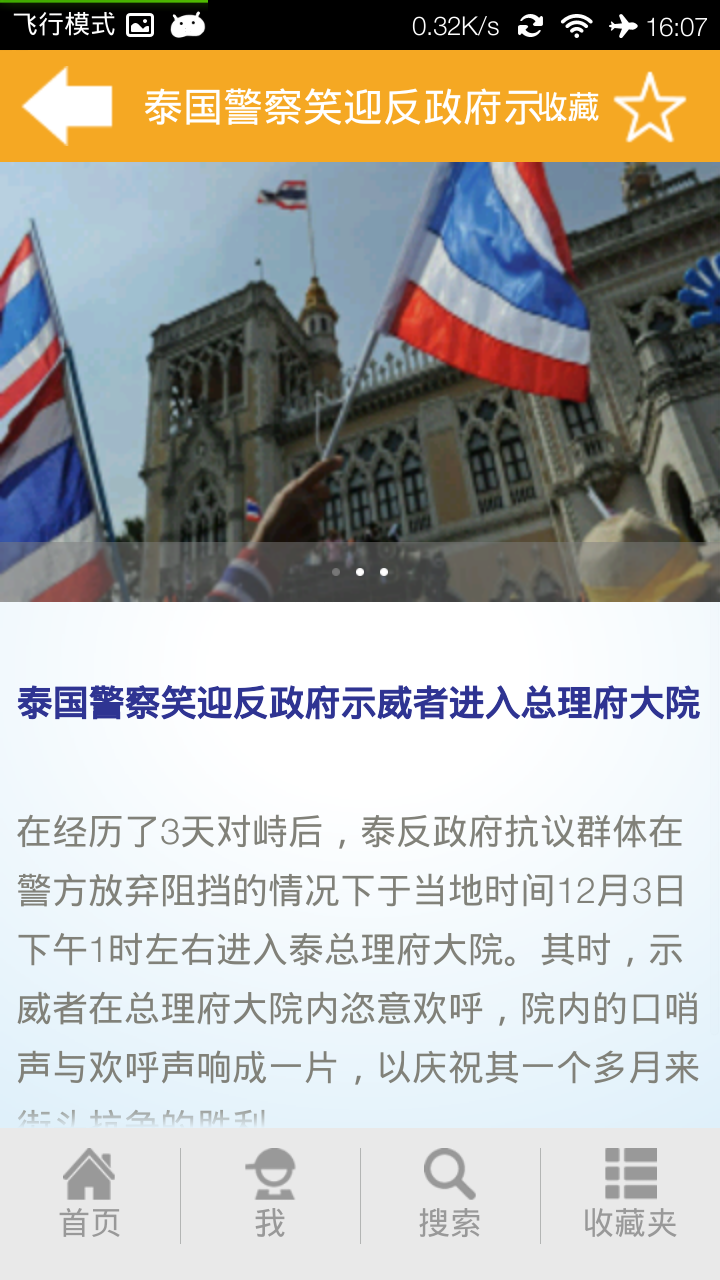 飞行模式 0.32K/s 16:07
泰国警察笑迎反政府示 收藏
泰国警察笑迎反政府示威者进入总理府大院
在经历了3天对峙后，泰反政府抗议群体在
警方放弃阻挡的情况下于当地时间12月3日
下午1时左右进入泰总理府大院。其时，示
威者在总理府大院内恣意欢呼，院内的口哨
声与欢呼声响成一片，以庆祝其一个多月来
街头抗争的胜利
首页 我 搜索 收藏夹